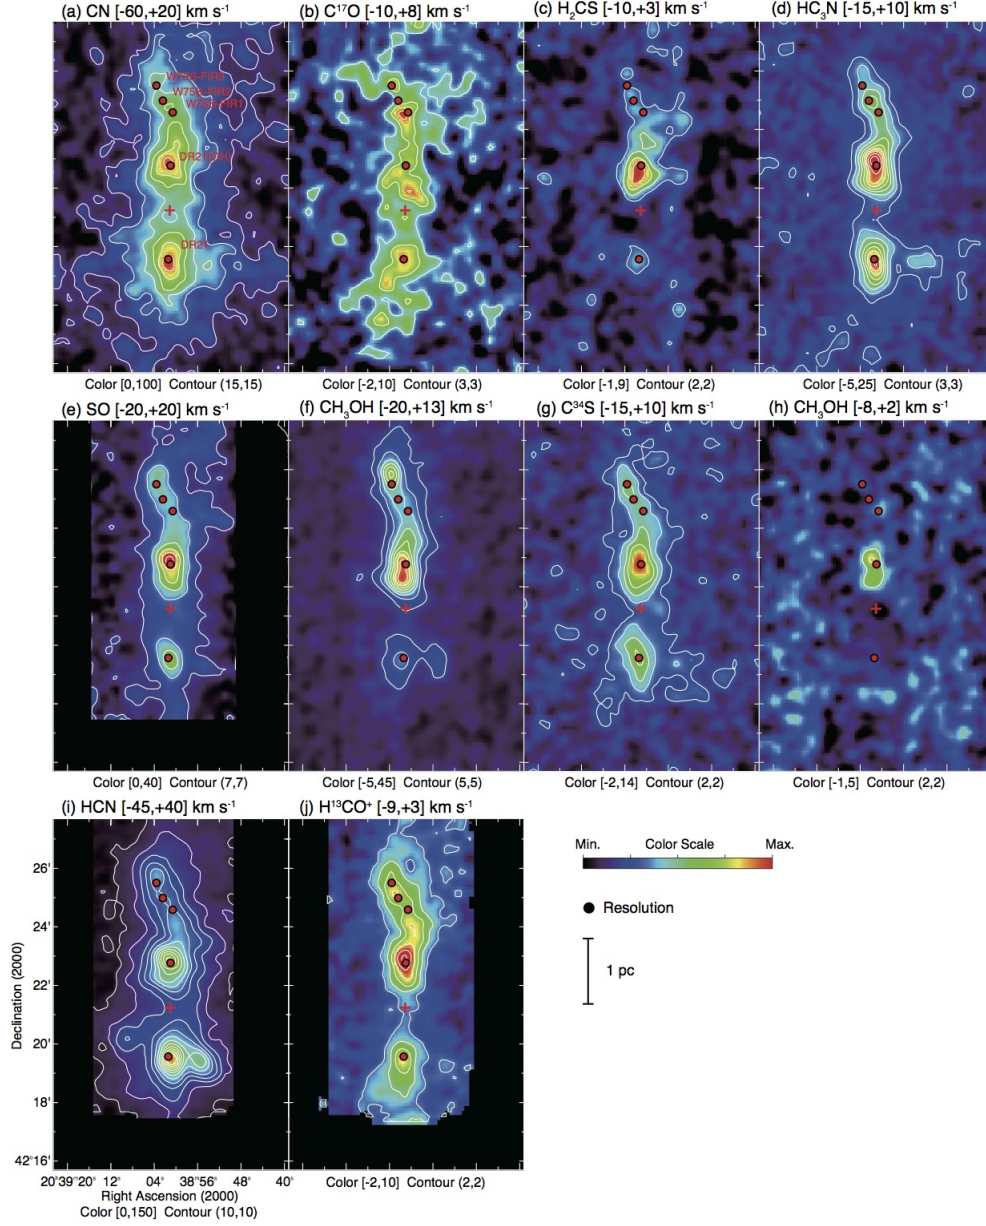 (a) CN [-60,+20] km s⁻¹
(b) C¹⁷O [-10,+8] km s⁻¹
(c) H₂CS [-10,+3] km s⁻¹
(d) HC₃N [-15,+10] km s⁻¹
W75S-FIR3
W75S-FIR2
W75S-FIR1
DR21(OH)
DR21
Color [0,100] Contour (15,15)
Color [-2,10] Contour (3,3)
Color [-1,9] Contour (2,2)
Color [-5,25] Contour (3,3)
(e) SO [-20,+20] km s⁻¹
(f) CH₃OH [-20,+13] km s⁻¹
(g) C³⁴S [-15,+10] km s⁻¹
(h) CH₃OH [-8,+2] km s⁻¹
Color [0,40] Contour (7,7)
Color [-5,45] Contour (5,5)
Color [-2,14] Contour (2,2)
Color [-1,5] Contour (2,2)
(i) HCN [-45,+40] km s⁻¹
(j) H¹³CO⁺ [-9,+3] km s⁻¹
Min. Color Scale Max.
Resolution
1 pc
26'
24'
22'
20'
18'
42°16'
Declination (2000)
20ʰ39ᵐ20ˢ 12ˢ 04ˢ 38ᵐ56ˢ 48ˢ 40ˢ
Right Ascension (2000)
Color [0,150] Contour (10,10)
Color [-2,10] Contour (2,2)